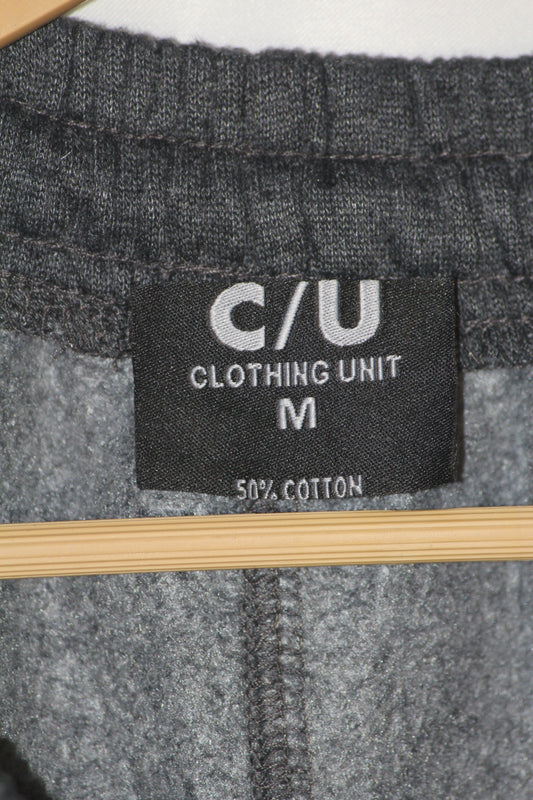 C/U
CLOTHING UNIT
M
50% COTTON